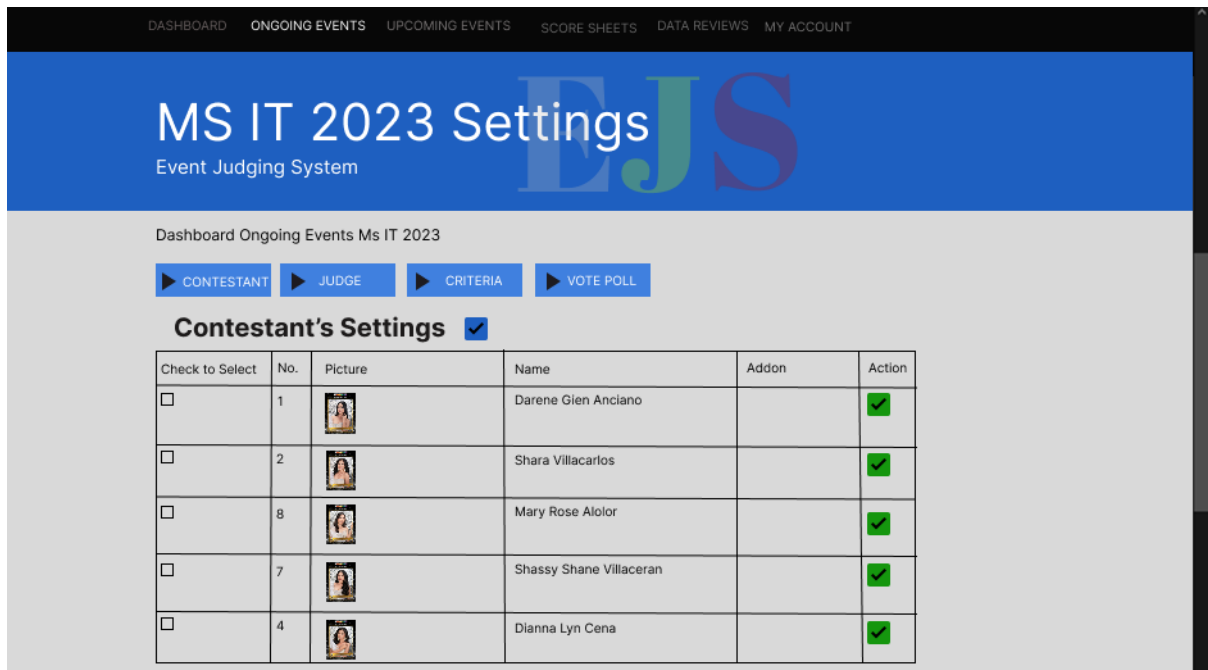 DASHBOARD ONGOING EVENTS UPCOMING EVENTS SCORE SHEETS DATA REVIEWS MY ACCOUNT
EJS
MS IT 2023 Settings
Event Judging System
Dashboard Ongoing Events Ms IT 2023
CONTESTANT JUDGE CRITERIA VOTE POLL
Contestant's Settings
Check to Select No. Picture Name Addon Action
1 Darene Gien Anciano
2 Shara Villacarlos
8 Mary Rose Alolor
7 Shassy Shane Villaceran
4 Dianna Lyn Cena